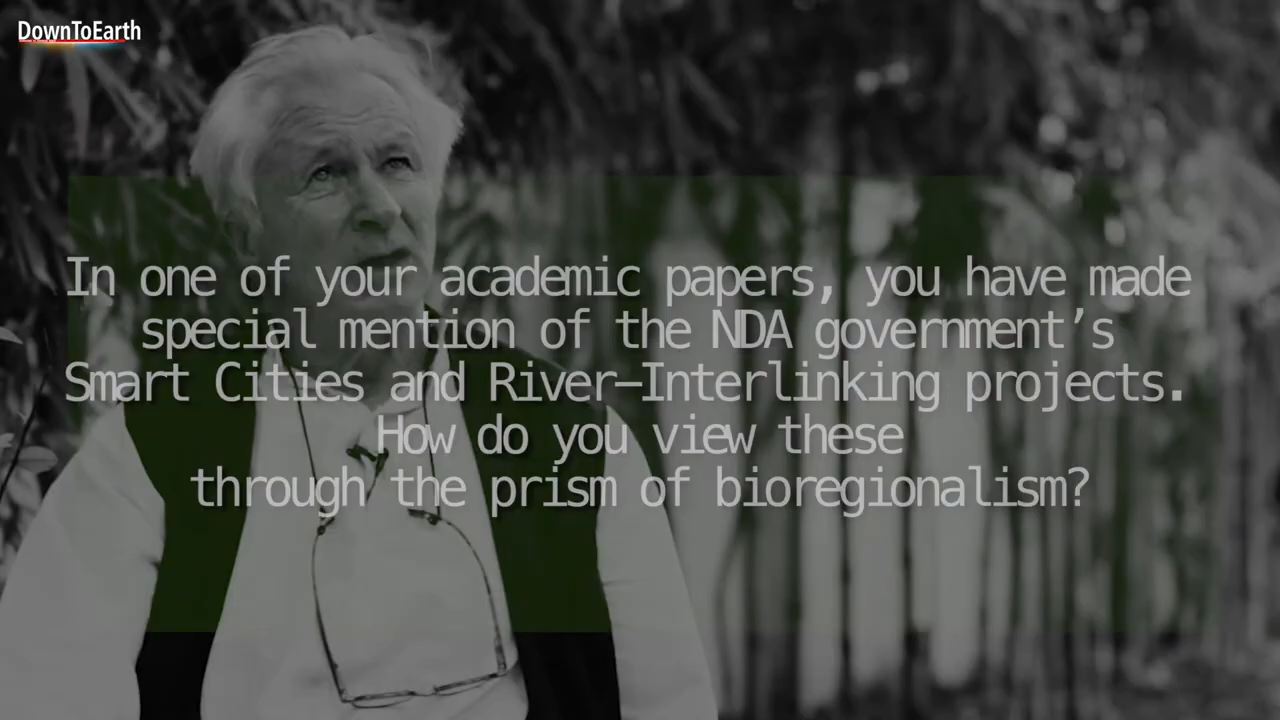 DownToEarth
In one of your academic papers, you have made
special mention of the NDA government's
Smart Cities and River–Interlinking projects.
How do you view these
through the prism of bioregionalism?